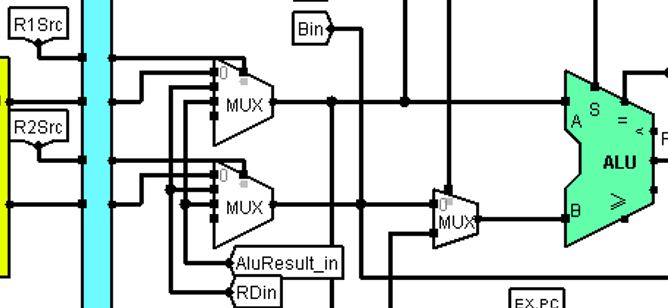 R1Src
Bin
0
MUX
A
S
=
<
R2Src
ALU
0
MUX
0
MUX
B
≥
AluResult_in
RDin
EX.PC